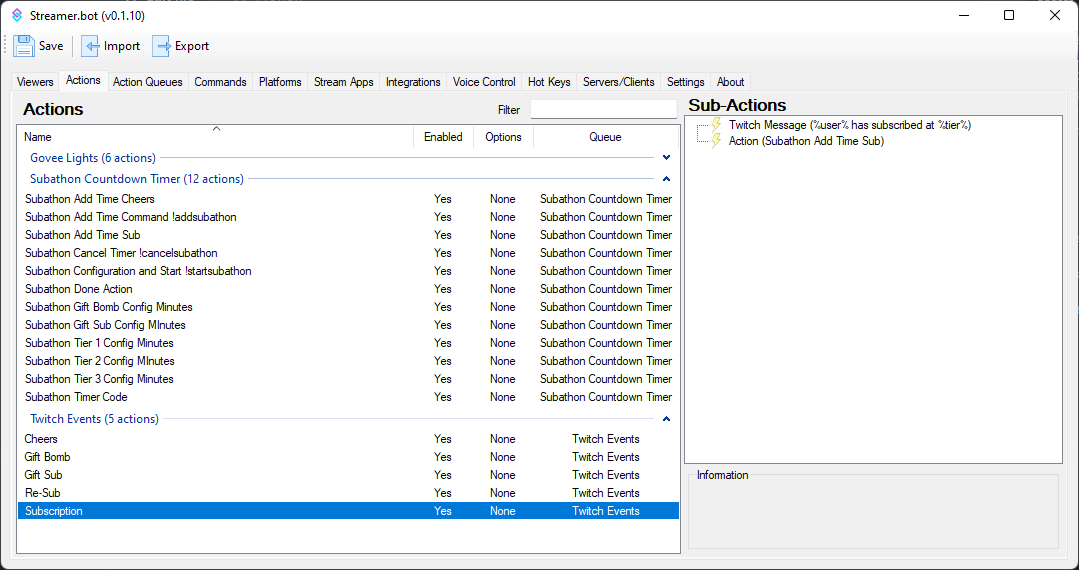 Streamer.bot (v0.1.10)
Save Import Export
Viewers Actions Action Queues Commands Platforms Stream Apps Integrations Voice Control Hot Keys Servers/Clients Settings About
Actions Filter Sub-Actions
Name Enabled Options Queue
Govee Lights (6 actions)
Subathon Countdown Timer (12 actions)
Subathon Add Time Cheers Yes None Subathon Countdown Timer
Subathon Add Time Command !addsubathon Yes None Subathon Countdown Timer
Subathon Add Time Sub Yes None Subathon Countdown Timer
Subathon Cancel Timer !cancelsubathon Yes None Subathon Countdown Timer
Subathon Configuration and Start !startsubathon Yes None Subathon Countdown Timer
Subathon Done Action Yes None Subathon Countdown Timer
Subathon Gift Bomb Config Minutes Yes None Subathon Countdown Timer
Subathon Gift Sub Config MInutes Yes None Subathon Countdown Timer
Subathon Tier 1 Config Minutes Yes None Subathon Countdown Timer
Subathon Tier 2 Config MInutes Yes None Subathon Countdown Timer
Subathon Tier 3 Config Minutes Yes None Subathon Countdown Timer
Subathon Timer Code Yes None Subathon Countdown Timer
Twitch Events (5 actions)
Cheers Yes None Twitch Events
Gift Bomb Yes None Twitch Events
Gift Sub Yes None Twitch Events
Re-Sub Yes None Twitch Events
Subscription Yes None Twitch Events
Twitch Message (%user% has subscribed at %tier%)
Action (Subathon Add Time Sub)
Information